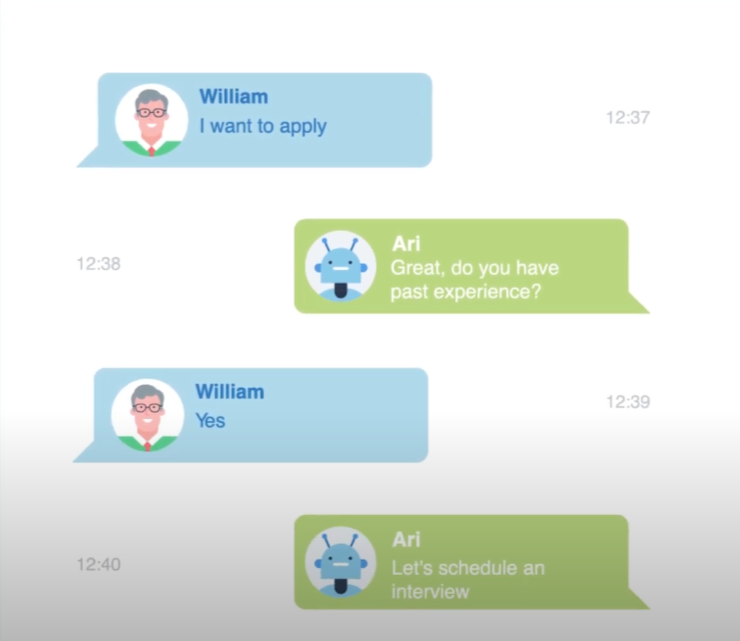 William
I want to apply
12:37
12:38
Ari
Great, do you have
past experience?
William
Yes
12:39
12:40
Ari
Let's schedule an
interview